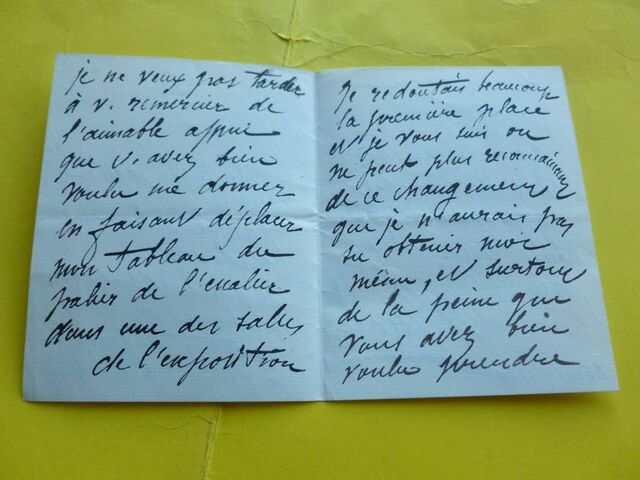 je ne veux pas tarder
à v. remercier de
l'aimable appui
que v. avez bien
voulu me donner
en faisant déplacer
mon tableau du
palier de l'escalier
dans une des salles
de l'exposition
Je redoutais beaucoup
la première place
et je vous suis on
ne peut plus reconnaissante
de ce changement
que je n'aurais pas
su obtenir moi
même, et surtout
de la peine que
vous avez bien
voulu prendre